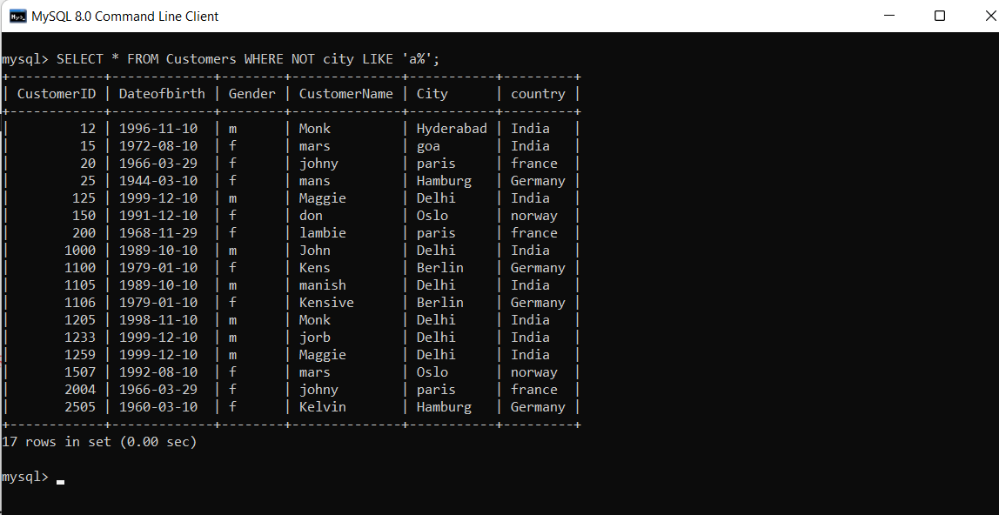 MySQL 8.0 Command Line Client
mysql> SELECT * FROM Customers WHERE NOT city LIKE 'a%';
+------------+-------------+--------+--------------+-----------+---------+
| CustomerID | Dateofbirth | Gender | CustomerName | City      | country |
+------------+-------------+--------+--------------+-----------+---------+
|         12 | 1996-11-10  | m      | Monk         | Hyderabad | India   |
|         15 | 1972-08-10  | f      | mars         | goa       | India   |
|         20 | 1966-03-29  | f      | johny        | paris     | france  |
|         25 | 1944-03-10  | f      | mans         | Hamburg   | Germany |
|        125 | 1999-12-10  | m      | Maggie       | Delhi     | India   |
|        150 | 1991-12-10  | f      | don          | Oslo      | norway  |
|        200 | 1968-11-29  | f      | lambie       | paris     | france  |
|       1000 | 1989-10-10  | m      | John         | Delhi     | India   |
|       1100 | 1979-01-10  | f      | Kens         | Berlin    | Germany |
|       1105 | 1989-10-10  | m      | manish       | Delhi     | India   |
|       1106 | 1979-01-10  | f      | Kensive      | Berlin    | Germany |
|       1205 | 1998-11-10  | m      | Monk         | Delhi     | India   |
|       1233 | 1999-12-10  | m      | jorb         | Delhi     | India   |
|       1259 | 1999-12-10  | m      | Maggie       | Delhi     | India   |
|       1507 | 1992-08-10  | f      | mars         | Oslo      | norway  |
|       2004 | 1966-03-29  | f      | johny        | paris     | france  |
|       2505 | 1960-03-10  | f      | Kelvin       | Hamburg   | Germany |
+------------+-------------+--------+--------------+-----------+---------+
17 rows in set (0.00 sec)
mysql>